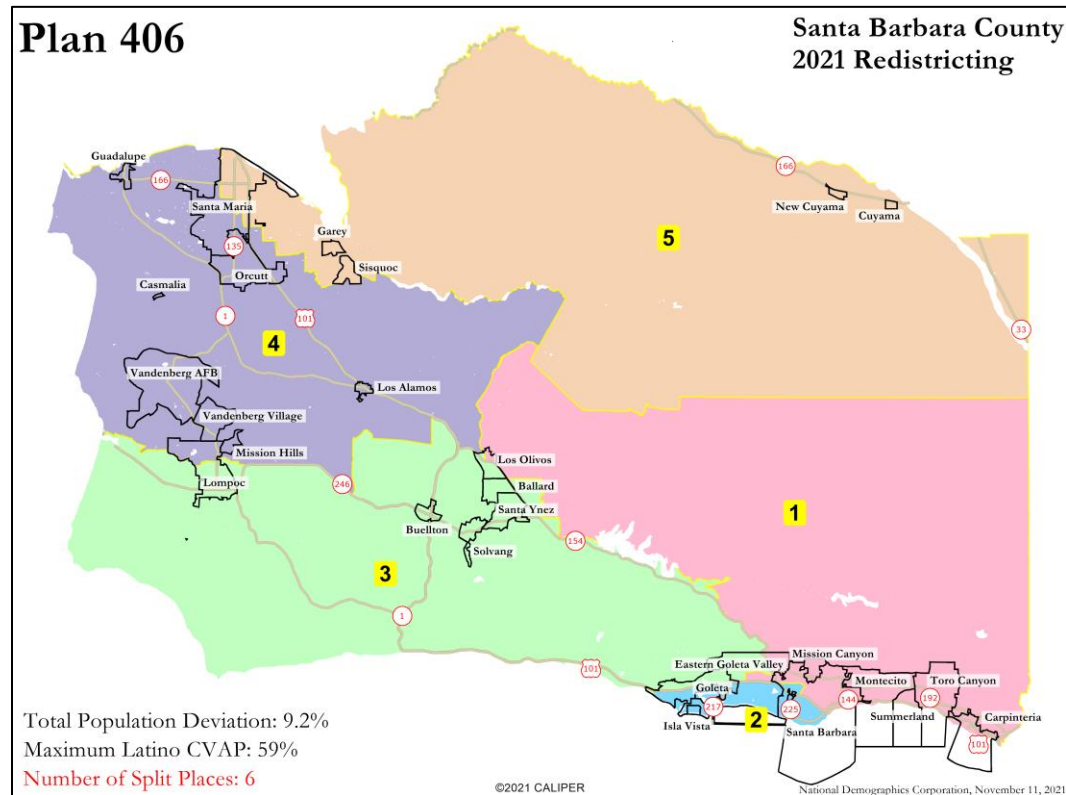 Plan 406
Santa Barbara County
2021 Redistricting
Guadalupe
166
Santa Maria
135
Orcutt
Garey
Sisquoc
Casmalia
1
101
4
Los Alamos
Vandenberg AFB
Vandenberg Village
Mission Hills
Lompoc
246
166
New Cuyama
Cuyama
5
33
Los Olivos
Ballard
Santa Ynez
Buellton
Solvang
154
1
3
1
101
Mission Canyon
Eastern Goleta Valley
Goleta
Montecito
Toro Canyon
217
2
225
144
192
Isla Vista
Santa Barbara
Summerland
Carpinteria
101
Total Population Deviation: 9.2%
Maximum Latino CVAP: 59%
Number of Split Places: 6
©2021 CALIPER
National Demographics Corporation, November 11, 2021